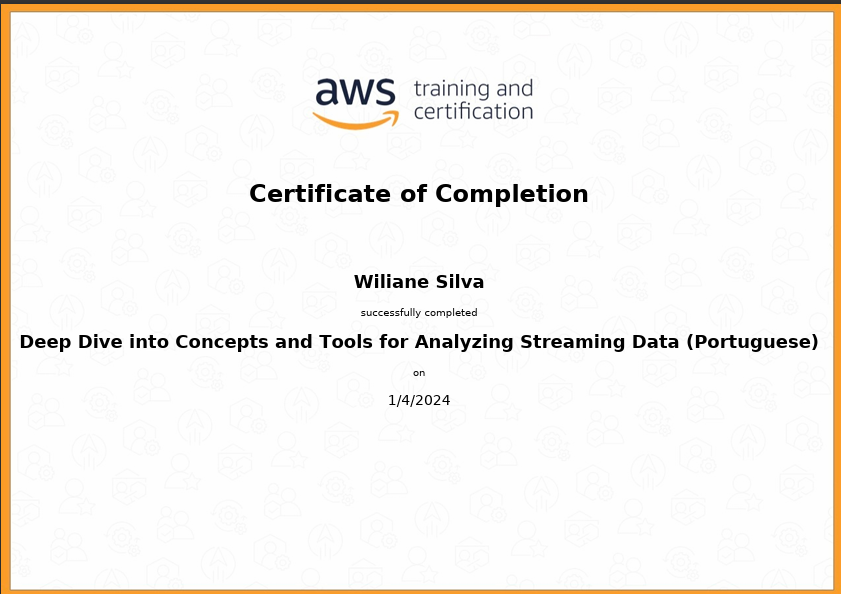 aws training and
certification
Certificate of Completion
Wiliane Silva
successfully completed
Deep Dive into Concepts and Tools for Analyzing Streaming Data (Portuguese)
on
1/4/2024